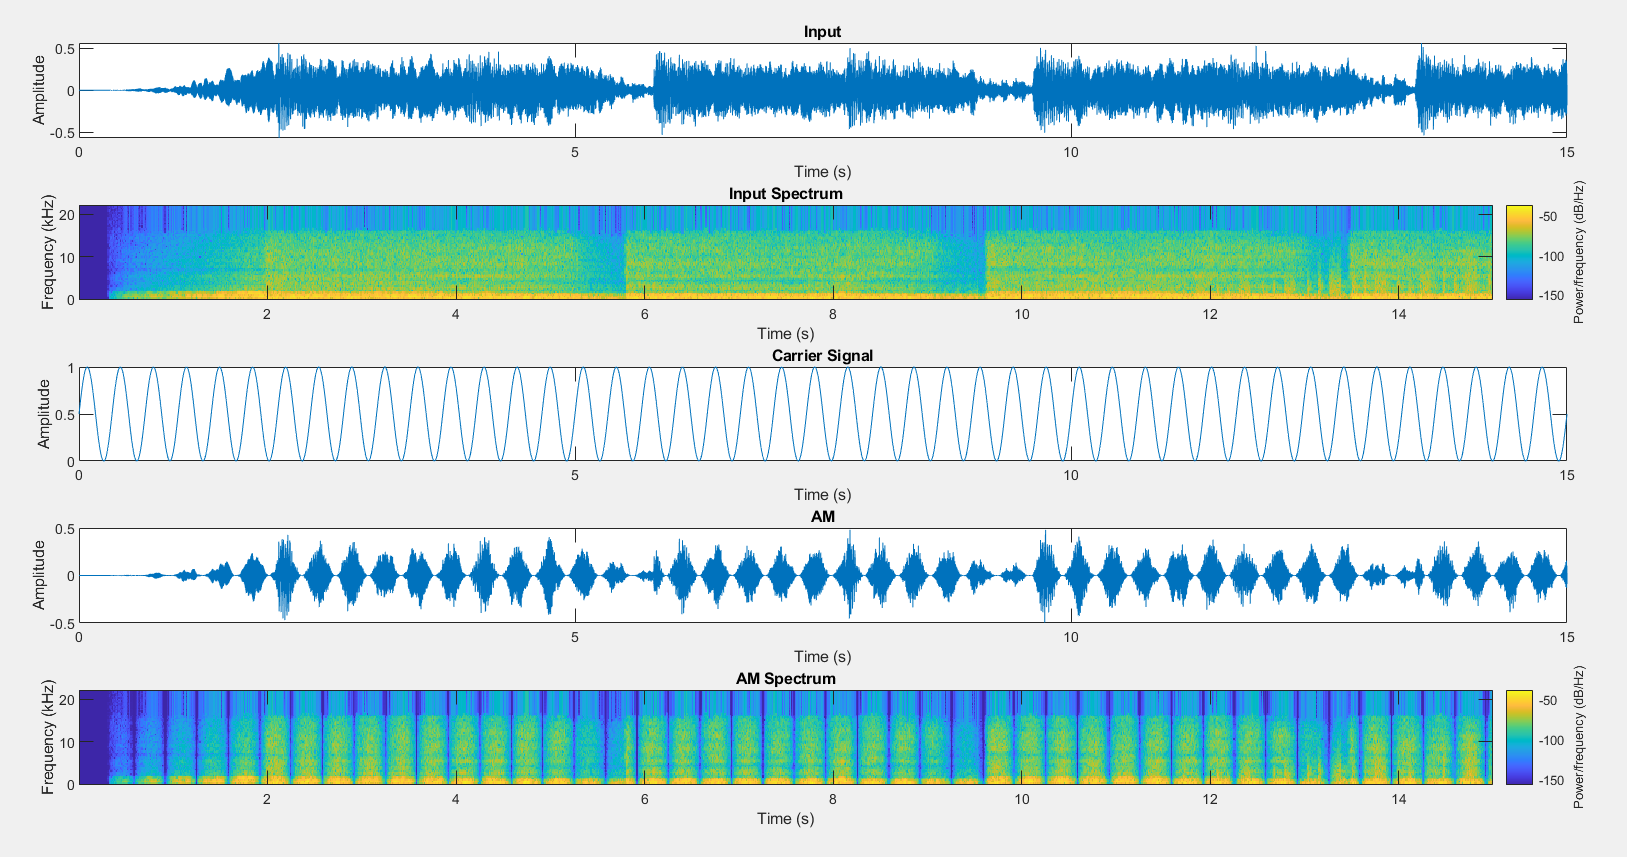 Input
0.5
0
-0.5
Amplitude
0 5 10 15
Time (s)
Input Spectrum
20
10
0
Frequency (kHz)
2 4 6 8 10 12 14
Time (s)
-50
-100
-150
Power/frequency (dB/Hz)
Carrier Signal
1
0.5
0
Amplitude
0 5 10 15
Time (s)
AM
0.5
0
-0.5
Amplitude
0 5 10 15
Time (s)
AM Spectrum
20
10
0
Frequency (kHz)
2 4 6 8 10 12 14
Time (s)
-50
-100
-150
Power/frequency (dB/Hz)